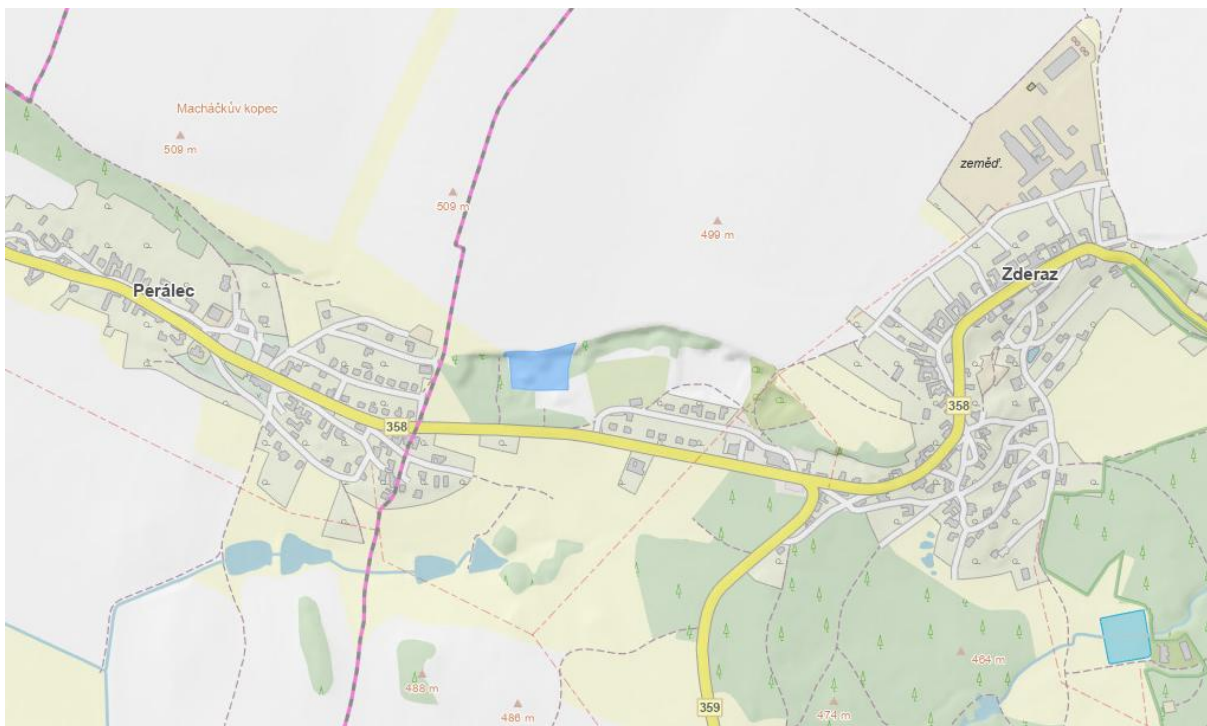 Macháčkův kopec
509 m
zeměď.
509 m
499 m
Zderaz
Perálec
358
358
464 m
488 m
486 m
359
474 m